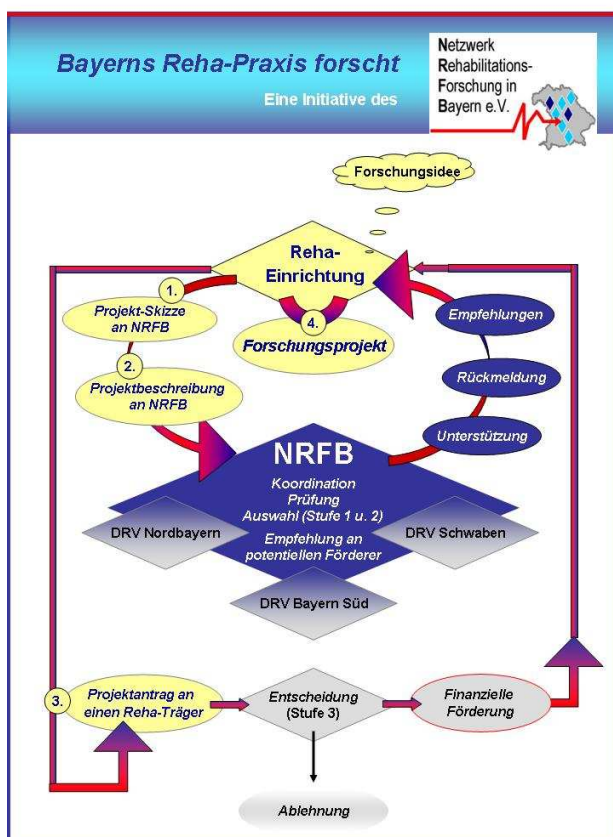 Bayerns Reha-Praxis forscht
Eine Initiative des
Netzwerk
Rehabilitations-
Forschung in
Bayern e.V.
Forschungsidee
Reha-
Einrichtung
1.
Projekt-Skizze
an NRFB
4.
Forschungsprojekt
Empfehlungen
2.
Projektbeschreibung
an NRFB
Rückmeldung
Unterstützung
NRFB
Koordination
Prüfung
Auswahl (Stufe 1 u. 2)
Empfehlung an
potentiellen Förderer
DRV Nordbayern
DRV Schwaben
DRV Bayern Süd
3.
Projektantrag an
einen Reha-Träger
Entscheidung
(Stufe 3)
Finanzielle
Förderung
Ablehnung